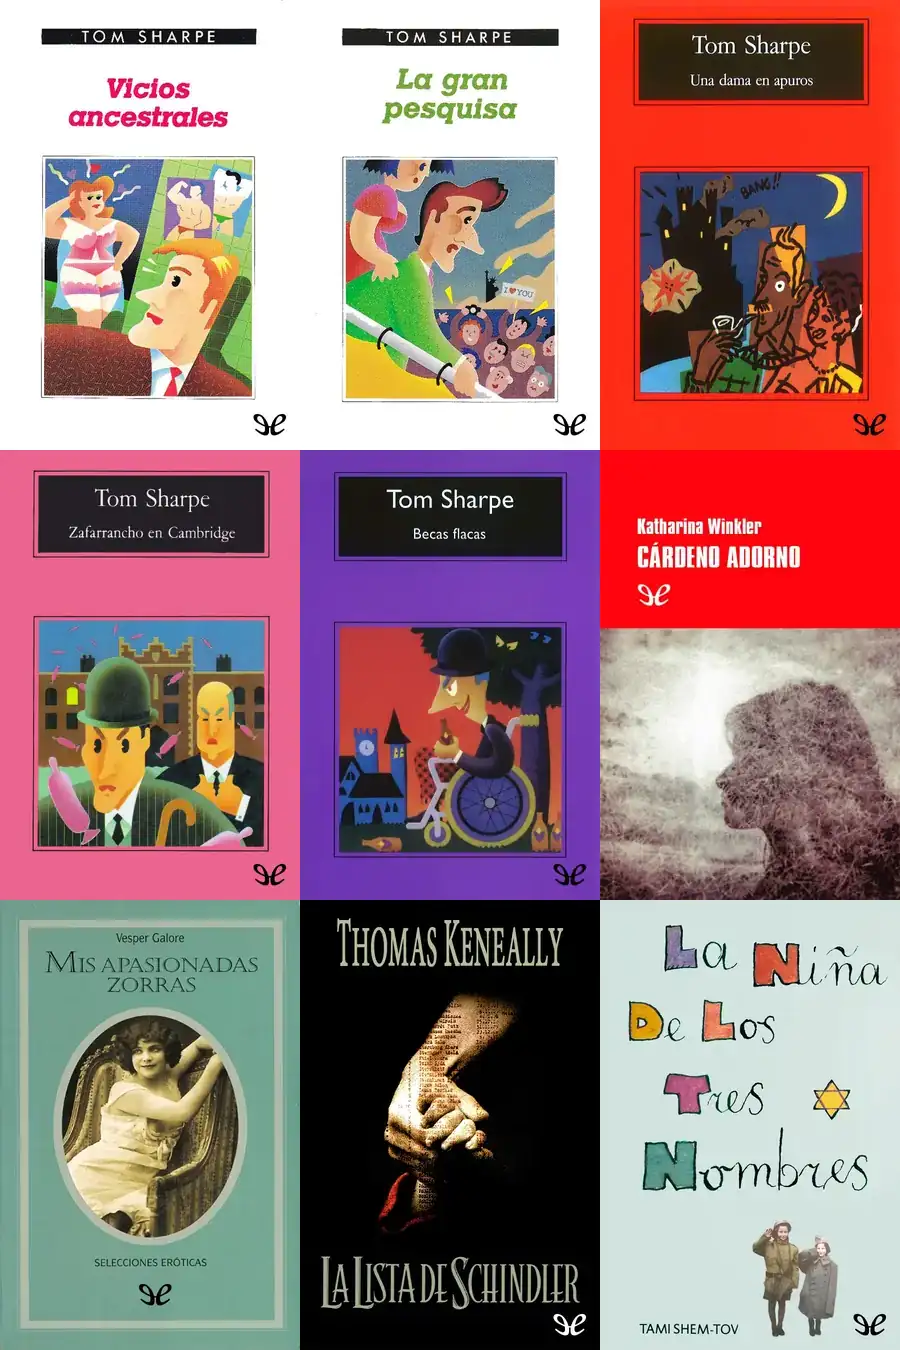 TOM SHARPE
Vicios
ancestrales
TOM SHARPE
La gran
pesquisa
I ♥ YOU
Tom Sharpe
Una dama en apuros
BANG!!
Tom Sharpe
Zafarrancho en Cambridge
Tom Sharpe
Becas flacas
Katharina Winkler
CÁRDENO ADORNO
Vesper Galore
MIS APASIONADAS
ZORRAS
SELECCIONES ERÓTICAS
THOMAS KENEALLY
LA LISTA DE SCHINDLER
La Niña
De Los
Tres
Nombres
TAMI SHEM-TOV